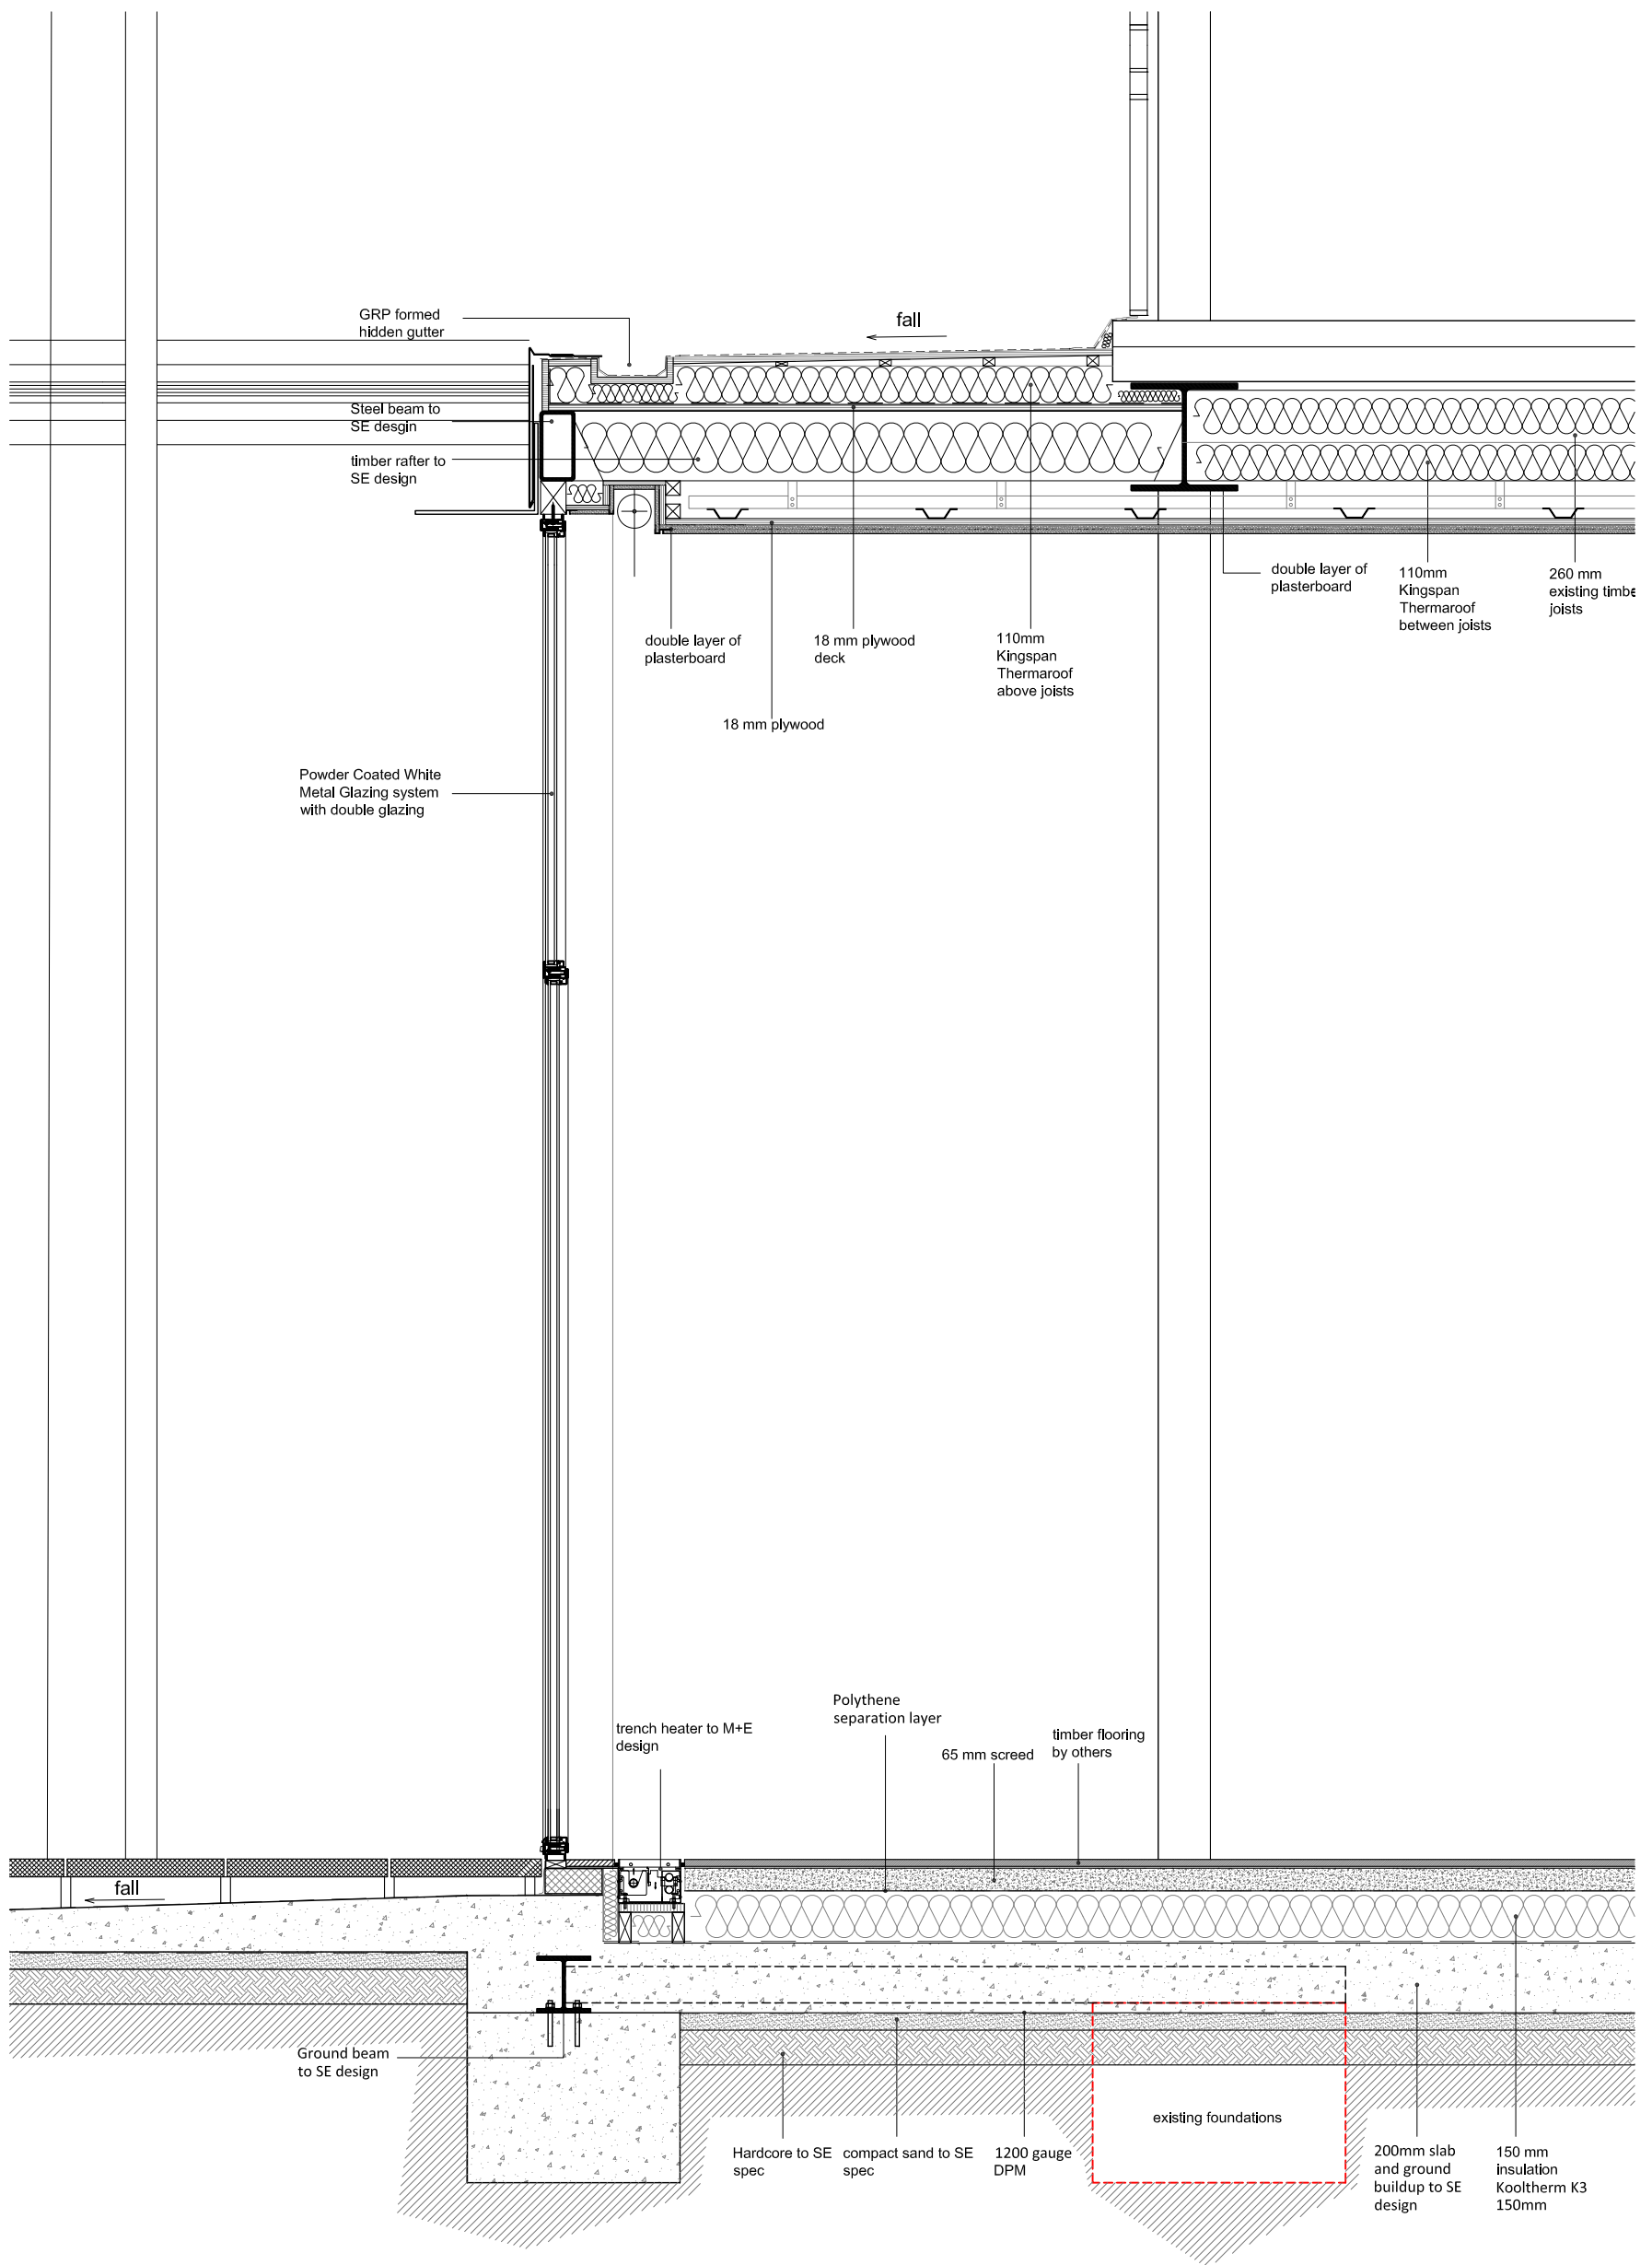 GRP formed
hidden gutter
fall
Steel beam to
SE desgin
timber rafter to
SE design
double layer of
plasterboard
18 mm plywood
deck
110mm
Kingspan
Thermaroof
above joists
double layer of
plasterboard
110mm
Kingspan
Thermaroof
between joists
260 mm
existing timbe
joists
18 mm plywood
Powder Coated White
Metal Glazing system
with double glazing
Polythene
separation layer
trench heater to M+E
design
65 mm screed
timber flooring
by others
fall
Ground beam
to SE design
existing foundations
Hardcore to SE
spec
compact sand to SE
spec
1200 gauge
DPM
200mm slab
and ground
buildup to SE
design
150 mm
insulation
Kooltherm K3
150mm